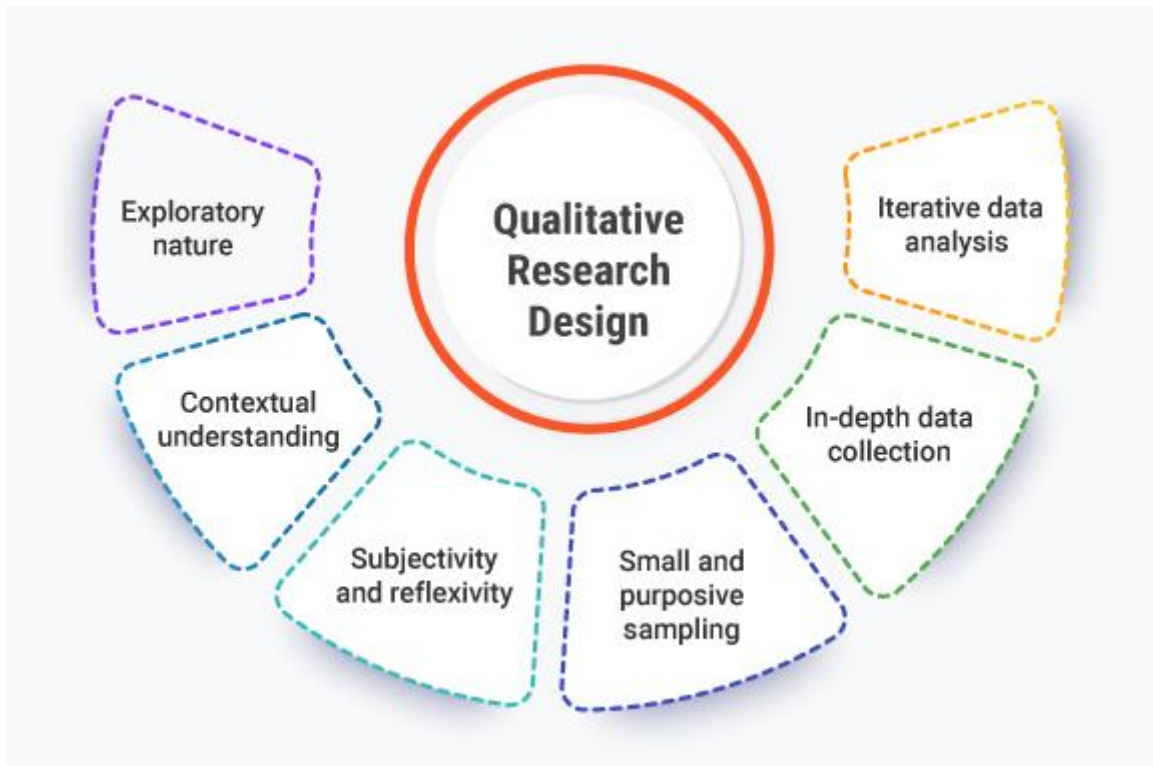 Qualitative
Research
Design
Exploratory
nature
Contextual
understanding
Subjectivity
and reflexivity
Small and
purposive
sampling
In-depth data
collection
Iterative data
analysis